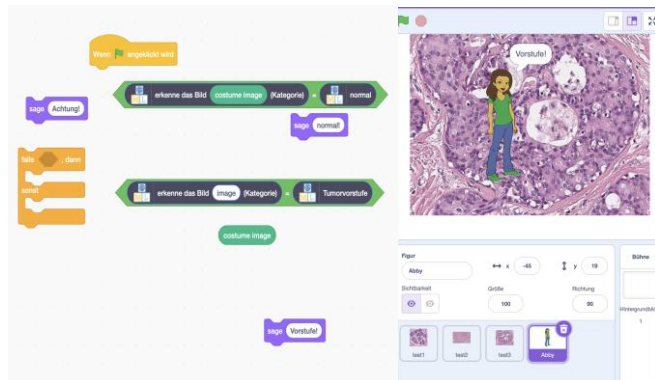 Wenn angeklickt wird
erkenne das Bild costume image (Kategorie) = normal
sage Achtung!
sage normal!
falls , dann
sonst
erkenne das Bild image (Kategorie) = Tumorvorstufe
costume image
sage Vorstufe!
Vorstufe!
Figur
Abby
x -45
y 19
Sichtbarkeit
Größe
100
Richtung
90
test1
test2
test3
Abby
Bühne
Hintergrundbild
1